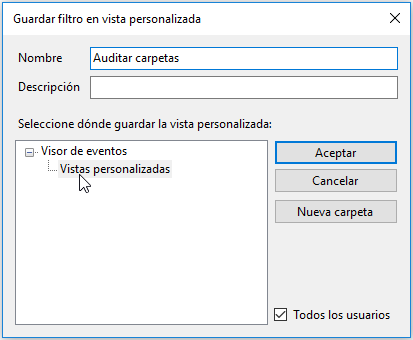 Guardar filtro en vista personalizada
Nombre
Auditar carpetas
Descripción
Seleccione dónde guardar la vista personalizada:
Visor de eventos
Vistas personalizadas
Aceptar
Cancelar
Nueva carpeta
Todos los usuarios